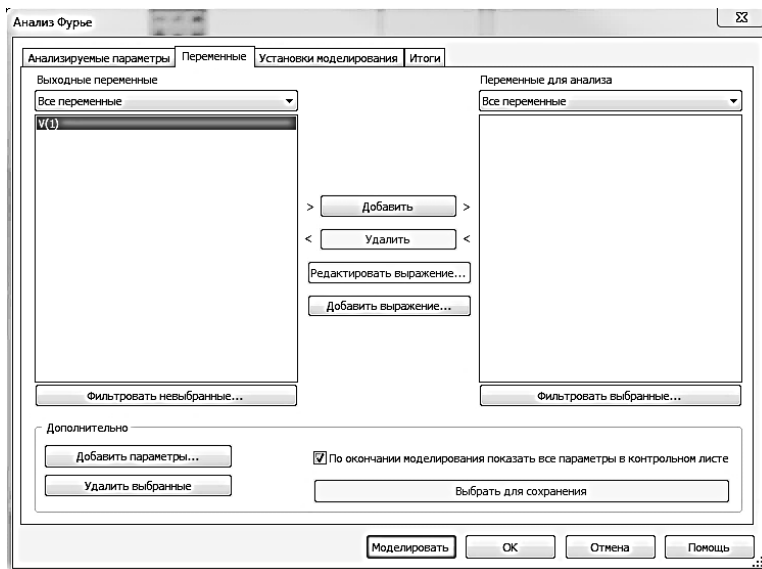 Анализ Фурье
Анализируемые параметры Переменные Установки моделирования Итоги
Выходные переменные Переменные для анализа
Все переменные Все переменные
V(1)
> Добавить >
< Удалить <
Редактировать выражение...
Добавить выражение...
Фильтровать невыбранные... Фильтровать выбранные...
Дополнительно
Добавить параметры... По окончании моделирования показать все параметры в контрольном листе
Удалить выбранные Выбрать для сохранения
Моделировать OK Отмена Помощь